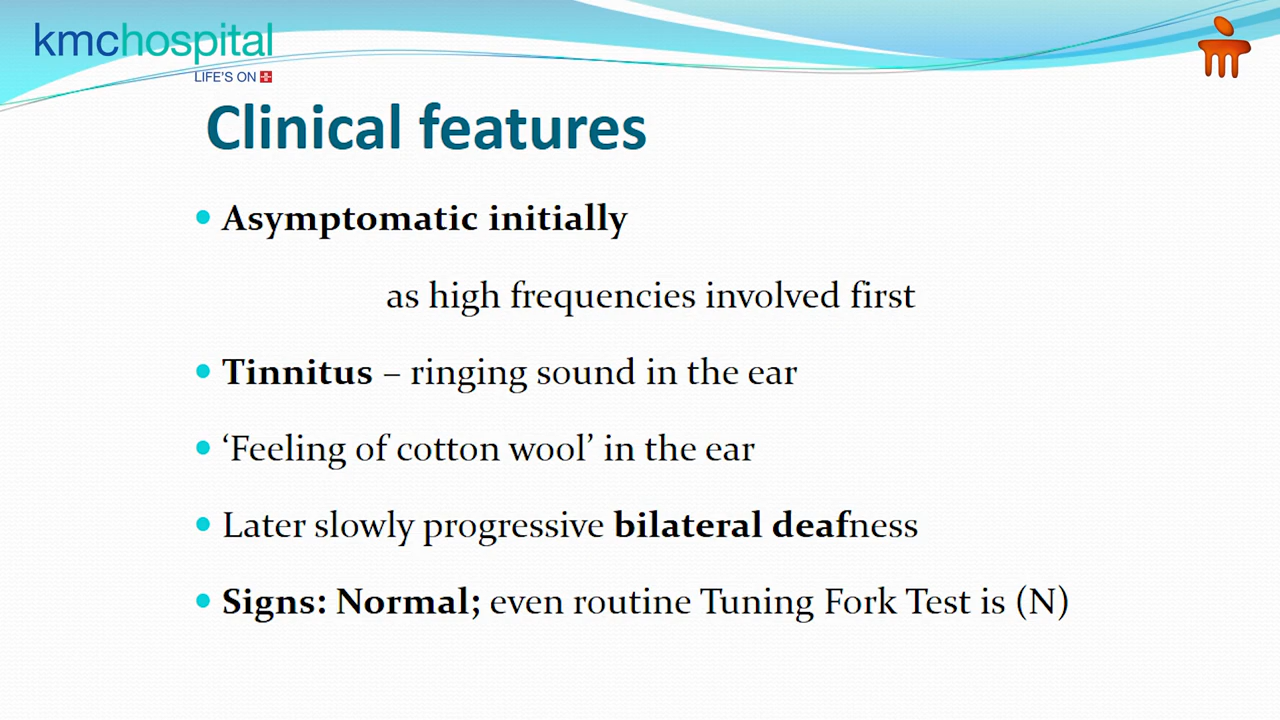 kmchospital
LIFE'S ON
Clinical features
• Asymptomatic initially
as high frequencies involved first
• Tinnitus – ringing sound in the ear
• ‘Feeling of cotton wool’ in the ear
• Later slowly progressive bilateral deafness
• Signs: Normal; even routine Tuning Fork Test is (N)